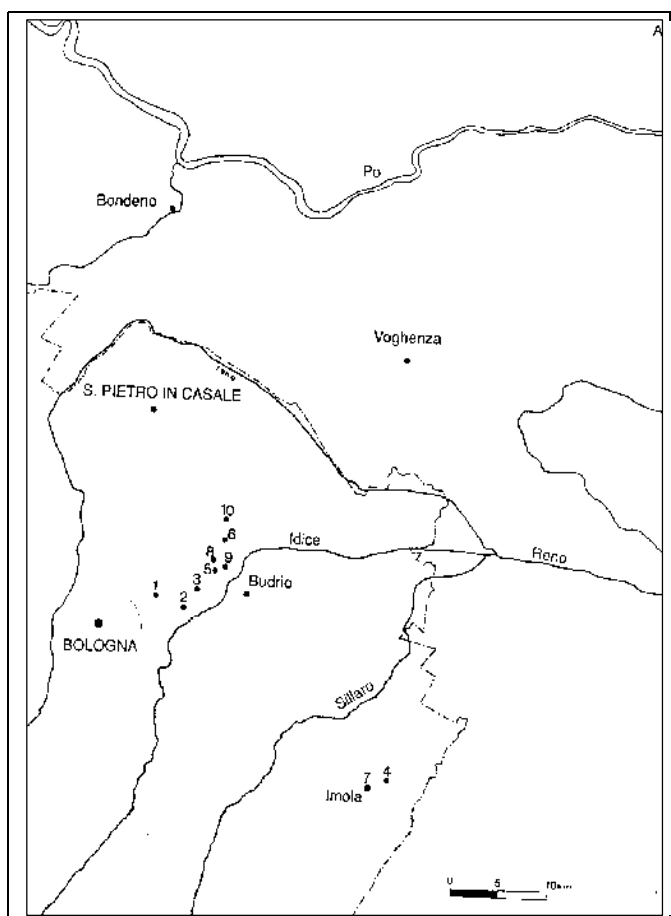 A
Po
Bondeno
Voghenza
S. PIETRO IN CASALE
10
6
Idice
8
9
Reno
5
3
Budrio
1
2
BOLOGNA
Sillaro
7
4
Imola
0
5
10km